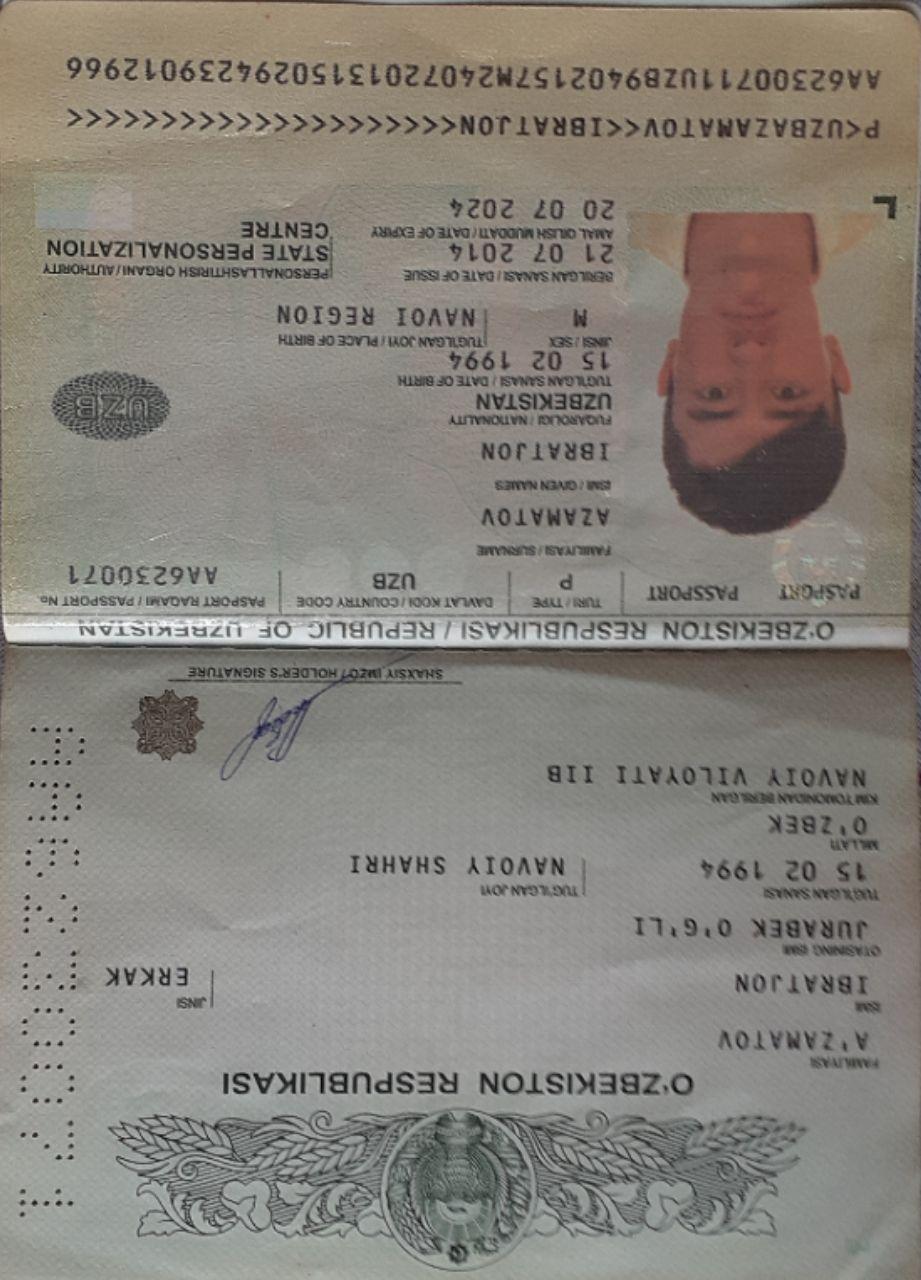 O‘ZBEKISTON RESPUBLIKASI
FAMILIYASI
A'ZAMATOV
ISMI
IBRATJON
JINSI
ERKAK
OTASINING ISMI
JURABEK O'G'LI
TUG'ILGAN SANASI
15 02 1994
TUG'ILGAN JOYI
NAVOIY SHAHRI
MILLATI
O'ZBEK
KIM TOMONIDAN BERILGAN
NAVOIY VILOYATI IIB
SHAXSIY IMZO / HOLDER'S SIGNATURE
O‘ZBEKISTON RESPUBLIKASI / REPUBLIC OF UZBEKISTAN
PASPORT PASSPORT
TURI / TYPE
P
DAVLAT KODI / COUNTRY CODE
UZB
PASPORT RAQAMI / PASSPORT No.
AA6230071
FAMILIYASI / SURNAME
AZAMATOV
ISMI / GIVEN NAMES
IBRATJON
FUQAROLIGI / NATIONALITY
UZBEKISTAN
UZB
TUG'ILGAN SANASI / DATE OF BIRTH
15 02 1994
JINSI / SEX
M
TUG'ILGAN JOYI / PLACE OF BIRTH
NAVOI REGION
BERILGAN SANASI / DATE OF ISSUE
21 07 2014
PERSONALLASHTIRISH ORGANI / AUTHORITY
STATE PERSONALIZATION
CENTRE
AMAL QILISH MUDDATI / DATE OF EXPIRY
20 07 2024
P<UZBAZAMATOV<<IBRATJON<<<<<<<<<<<<<<<<<<<<<
AA62300711UZB9402157M24072013150294239012966